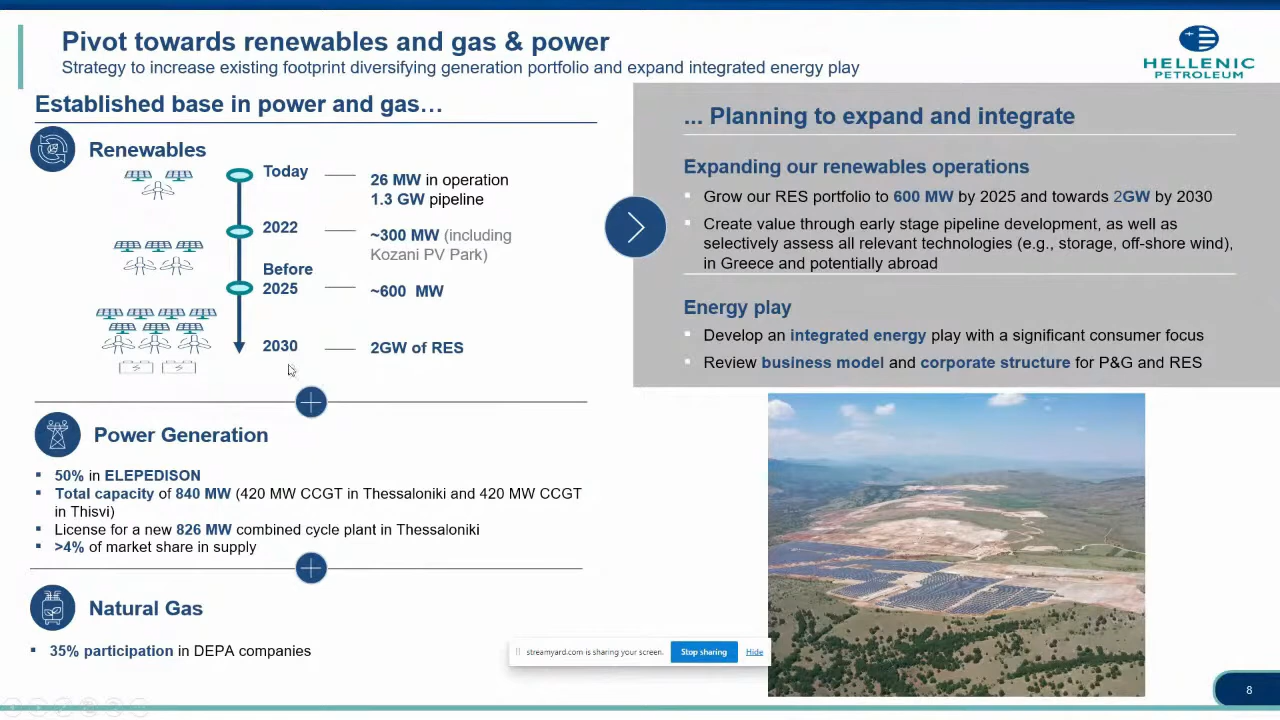 Pivot towards renewables and gas & power
Strategy to increase existing footprint diversifying generation portfolio and expand integrated energy play
HELLENIC
PETROLEUM
Established base in power and gas…
Renewables
Today
26 MW in operation
1.3 GW pipeline
2022
~300 MW (including
Kozani PV Park)
Before
2025
~600 MW
2030
2GW of RES
Power Generation
▪ 50% in ELEPEDISON
▪ Total capacity of 840 MW (420 MW CCGT in Thessaloniki and 420 MW CCGT
in Thisvi)
▪ License for a new 826 MW combined cycle plant in Thessaloniki
▪ >4% of market share in supply
Natural Gas
▪ 35% participation in DEPA companies
... Planning to expand and integrate
Expanding our renewables operations
▪ Grow our RES portfolio to 600 MW by 2025 and towards 2GW by 2030
▪ Create value through early stage pipeline development, as well as
selectively assess all relevant technologies (e.g., storage, off-shore wind),
in Greece and potentially abroad
Energy play
▪ Develop an integrated energy play with a significant consumer focus
▪ Review business model and corporate structure for P&G and RES
streamyard.com is sharing your screen. Stop sharing Hide
8